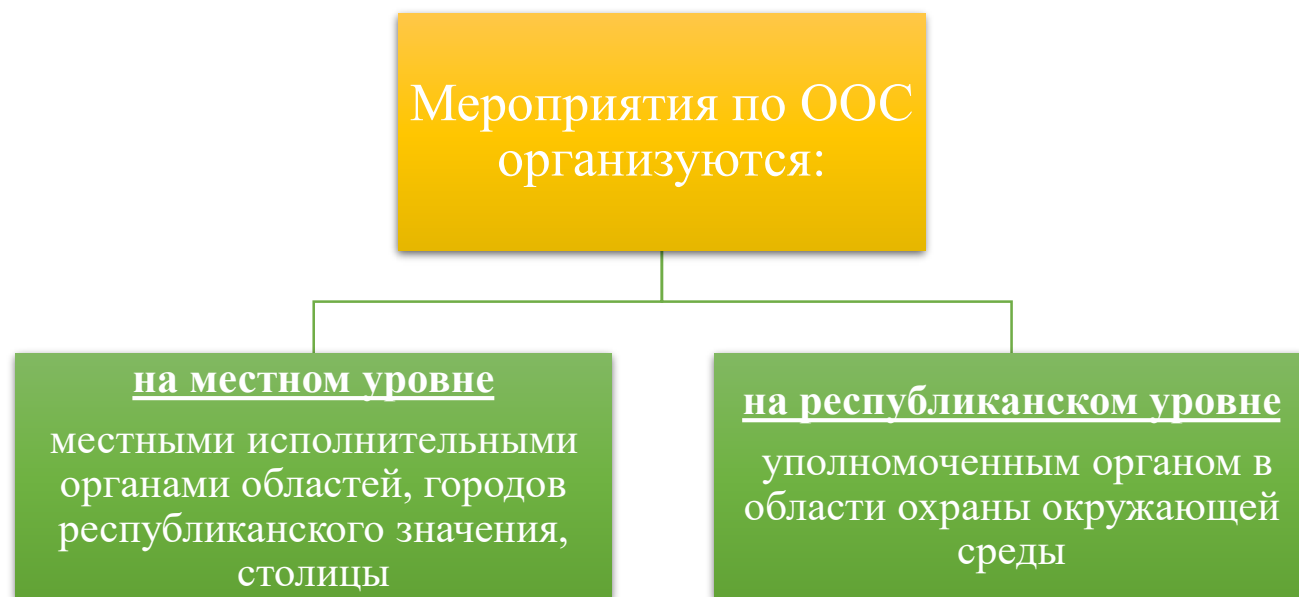 Мероприятия по ООС
организуются:
на местном уровне
местными исполнительными
органами областей, городов
республиканского значения,
столицы
на республиканском уровне
уполномоченным органом в
области охраны окружающей
среды